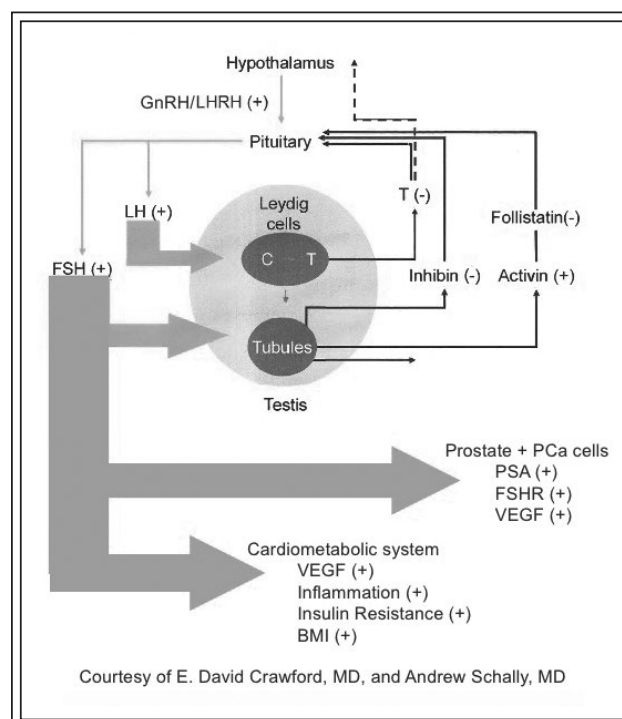 Hypothalamus
GnRH/LHRH (+)
Pituitary
LH (+)
Leydig
cells
T (-)
Follistatin(-)
FSH (+)
C T
Inhibin (-)
Activin (+)
Tubules
Testis
Prostate + PCa cells
PSA (+)
FSHR (+)
VEGF (+)
Cardiometabolic system
VEGF (+)
Inflammation (+)
Insulin Resistance (+)
BMI (+)
Courtesy of E. David Crawford, MD, and Andrew Schally, MD